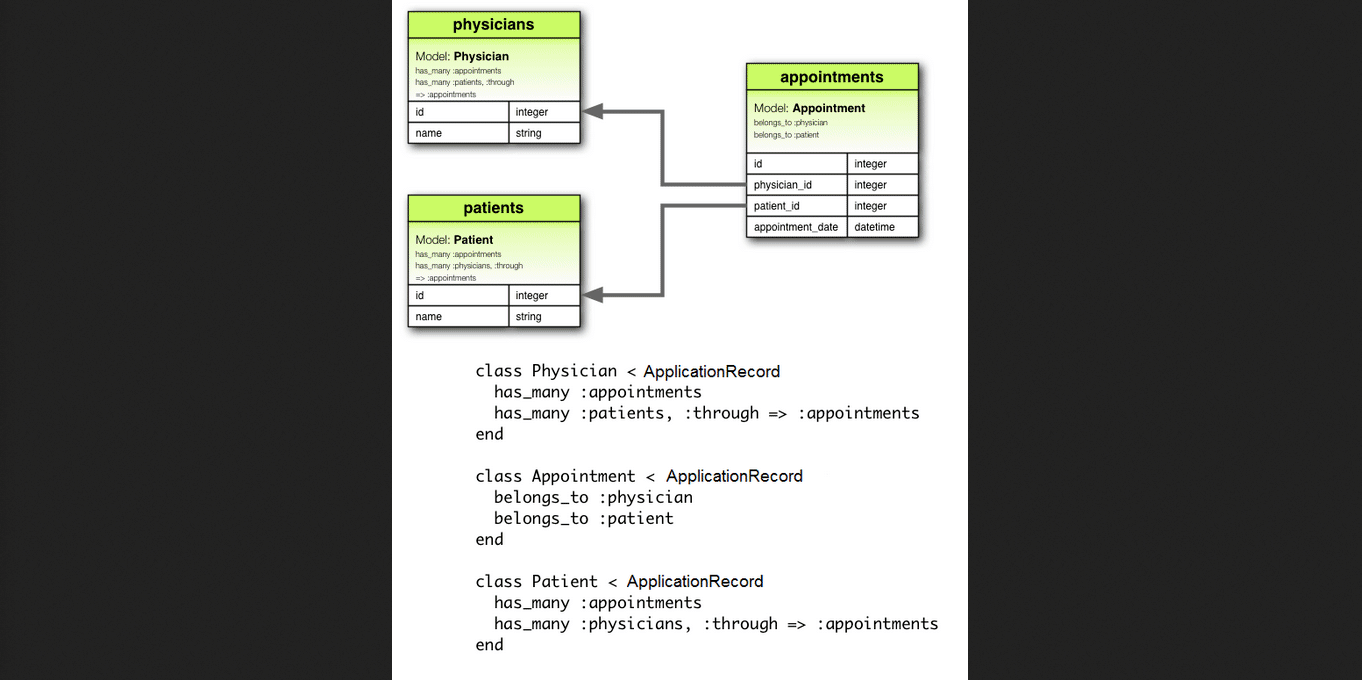 physicians
Model: Physician
has_many :appointments
has_many :patients, :through
=> :appointments
id integer
name string
appointments
Model: Appointment
belongs_to :physician
belongs_to :patient
id integer
physician_id integer
patient_id integer
appointment_date datetime
patients
Model: Patient
has_many :appointments
has_many :physicians, :through
=> :appointments
id integer
name string
class Physician < ApplicationRecord
  has_many :appointments
  has_many :patients, :through => :appointments
end
class Appointment < ApplicationRecord
  belongs_to :physician
  belongs_to :patient
end
class Patient < ApplicationRecord
  has_many :appointments
  has_many :physicians, :through => :appointments
end